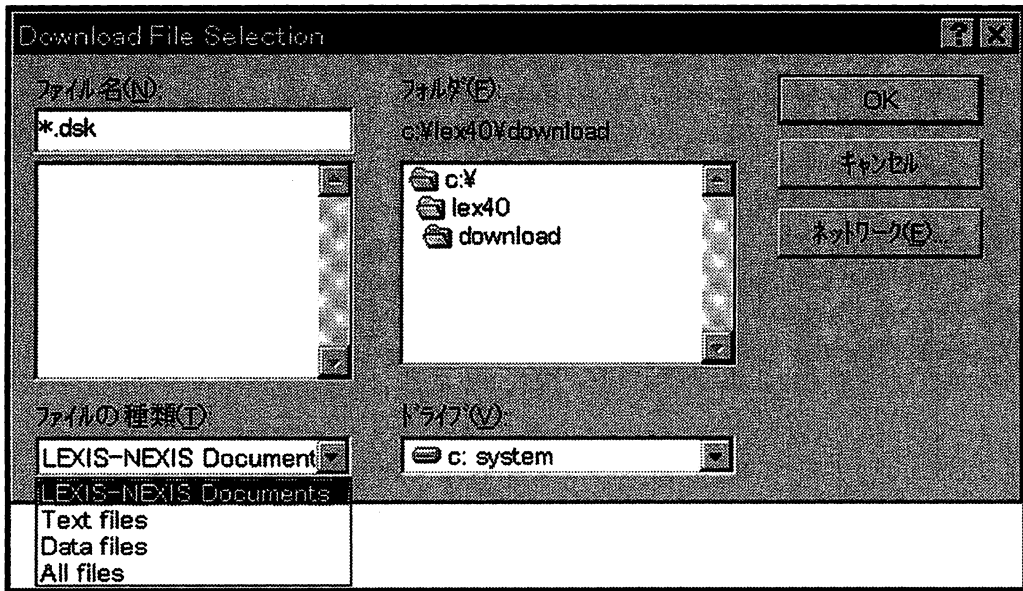 Download File Selection
ファイル名(N):
*.dsk
フォルダ(F):
c:¥lex40¥download
c:¥
lex40
download
OK
キャンセル
ネットワーク(E)...
ファイルの種類(T):
LEXIS-NEXIS Document
LEXIS-NEXIS Documents
Text files
Data files
All files
ドライブ(V):
c: system